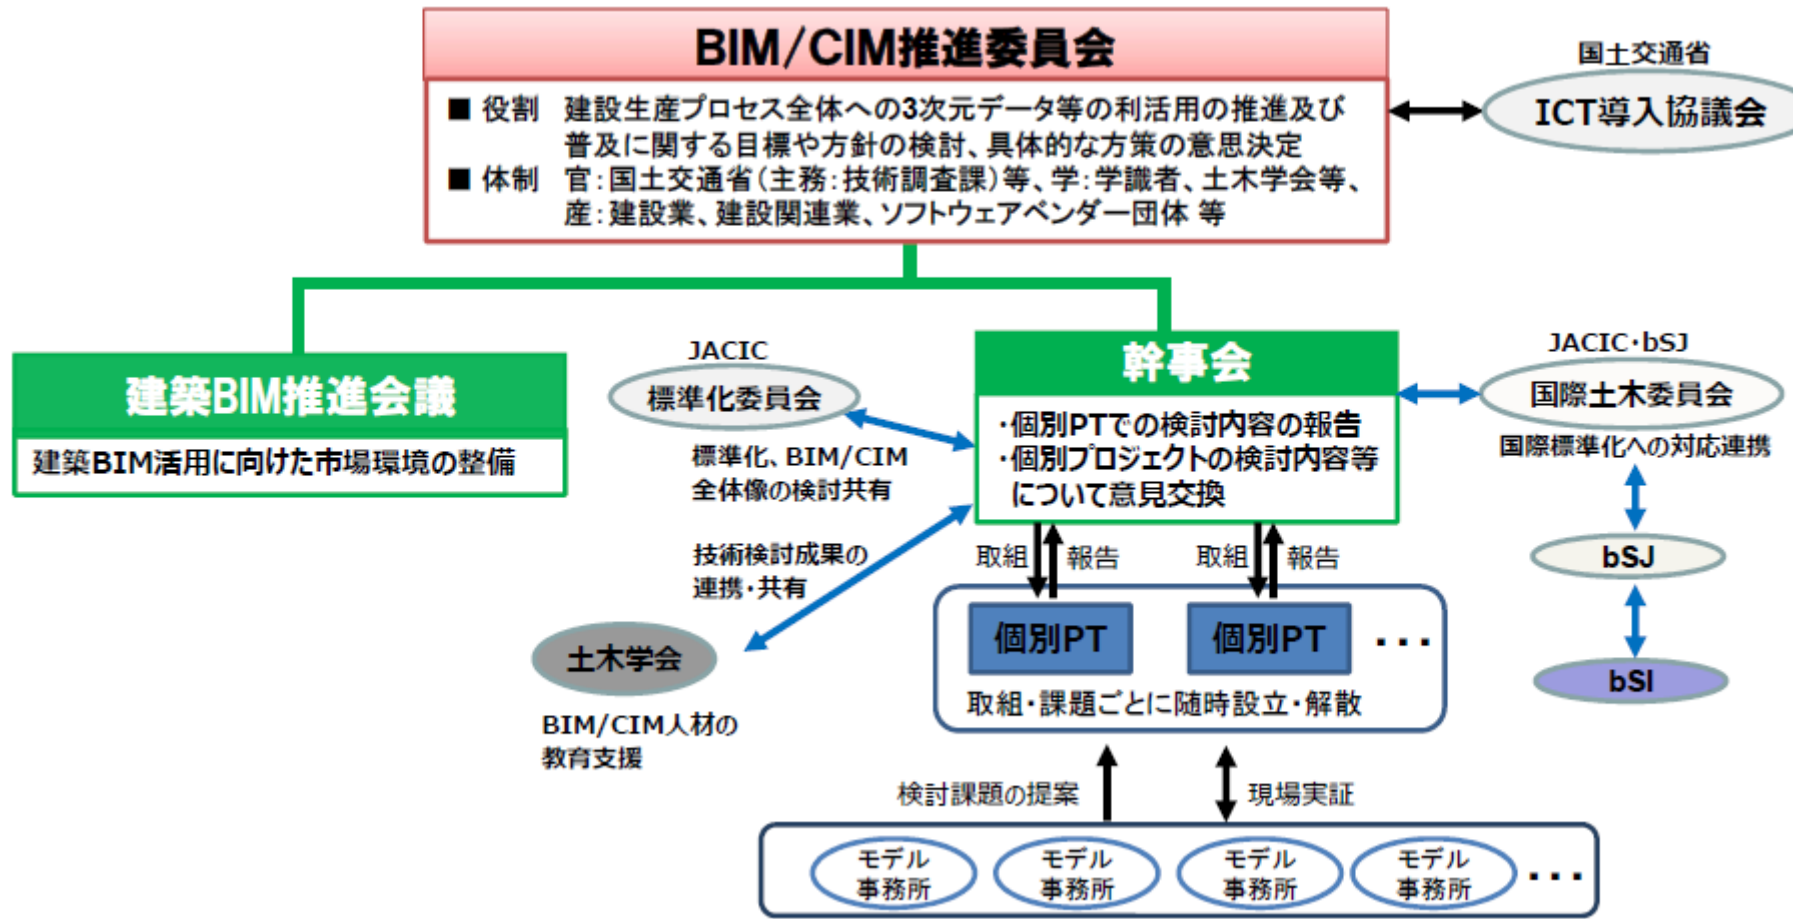 BIM/CIM推進委員会
■ 役割 建設生産プロセス全体への3次元データ等の利活用の推進及び
普及に関する目標や方針の検討、具体的な方策の意思決定
■ 体制 官：国土交通省（主務：技術調査課）等、学：学識者、土木学会等、
産：建設業、建設関連業、ソフトウェアベンダー団体 等
国土交通省
ICT導入協議会
建築BIM推進会議
建築BIM活用に向けた市場環境の整備
JACIC
標準化委員会
標準化、BIM/CIM
全体像の検討共有
幹事会
・個別PTでの検討内容の報告
・個別プロジェクトの検討内容等
について意見交換
JACIC・bSJ
国際土木委員会
国際標準化への対応連携
bSJ
bSI
技術検討成果の
連携・共有
土木学会
BIM/CIM人材の
教育支援
取組 報告 取組 報告
個別PT 個別PT ・・・
取組・課題ごとに随時設立・解散
検討課題の提案 現場実証
モデル モデル モデル モデル
事務所 事務所 事務所 事務所 ・・・